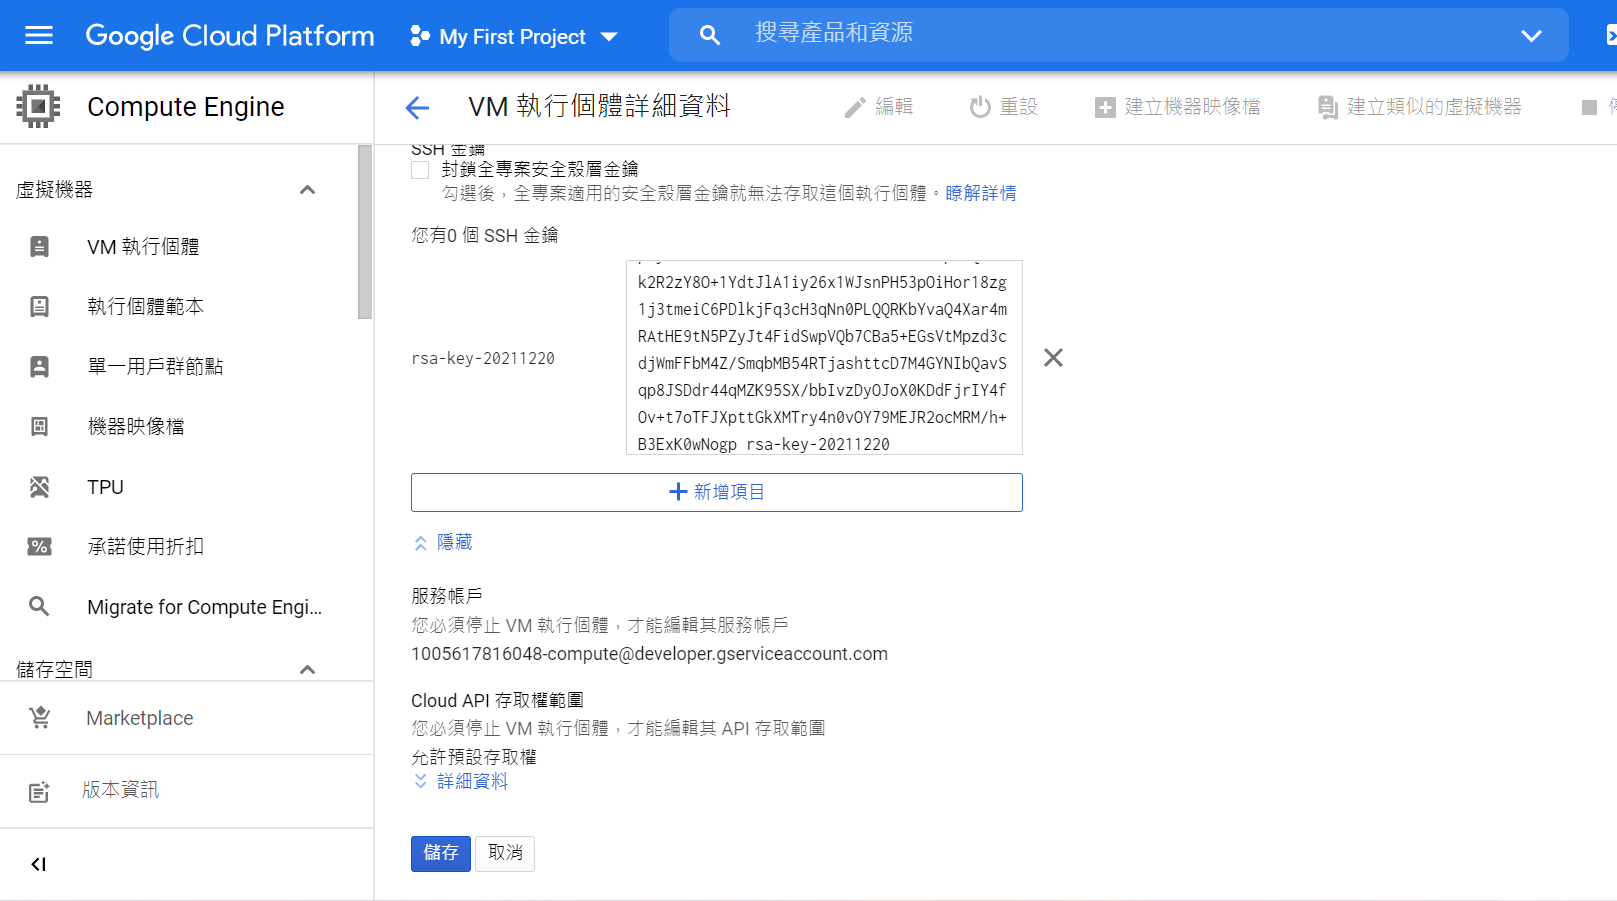 Google Cloud Platform
My First Project
搜尋產品和資源
Compute Engine
VM 執行個體詳細資料
編輯
重設
建立機器映像檔
建立類似的虛擬機器
虛擬機器
VM 執行個體
執行個體範本
單一用戶群節點
機器映像檔
TPU
承諾使用折扣
Migrate for Compute Engi...
儲存空間
Marketplace
版本資訊
SSH 金鑰
封鎖全專案安全殼層金鑰
勾選後，全專案適用的安全殼層金鑰就無法存取這個執行個體。瞭解詳情
您有0 個 SSH 金鑰
rsa-key-20211220
k2R2zY8O+1YdtJlA1iy26x1WJsnPH53pOiHor18zg
1j3tmeiC6PDlkjFq3cH3qNn0PLQQRKbYvaQ4Xar4m
RAtHE9tN5PZyJt4FidSwpVQb7CBa5+EGsVtMpzd3c
djWmFFbM4Z/SmqbMB54RTjashttcD7M4GYNIbQavS
qp8JSDdr44qMZK95SX/bbIvzDyOJoX0KDdFjrIY4f
Ov+t7oTFJXpttGkXMTry4n0vOY79MEJR2ocMRM/h+
B3ExK0wNogp rsa-key-20211220
新增項目
隱藏
服務帳戶
您必須停止 VM 執行個體，才能編輯其服務帳戶
1005617816048-compute@developer.gserviceaccount.com
Cloud API 存取權範圍
您必須停止 VM 執行個體，才能編輯其 API 存取範圍
允許預設存取權
詳細資料
儲存
取消